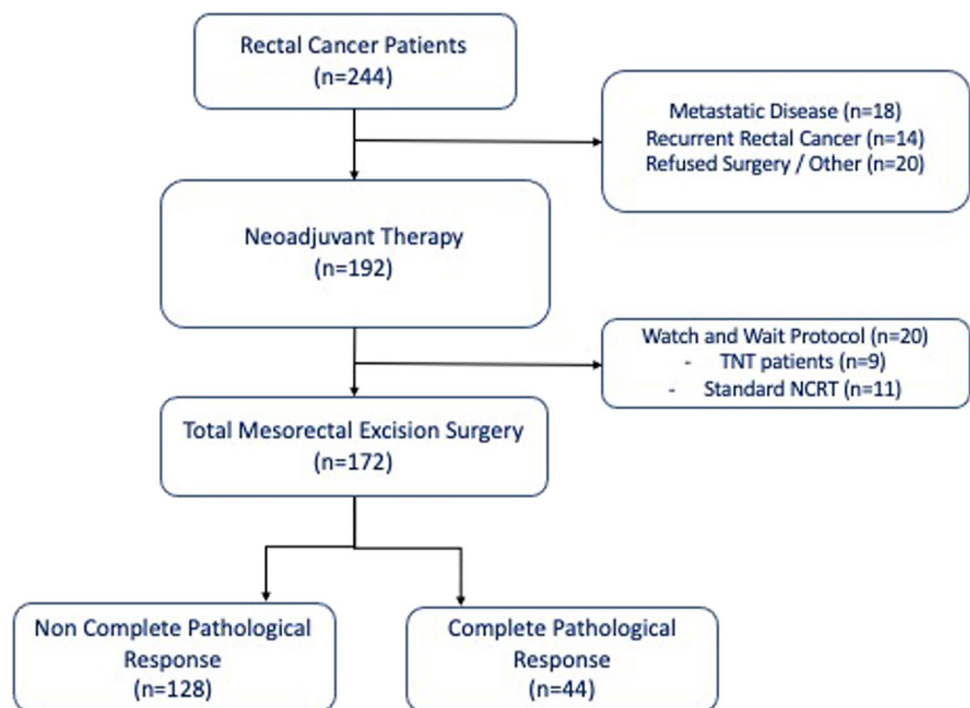 Rectal Cancer Patients
(n=244)
Metastatic Disease (n=18)
Recurrent Rectal Cancer (n=14)
Refused Surgery / Other (n=20)
Neoadjuvant Therapy
(n=192)
Watch and Wait Protocol (n=20)
- TNT patients (n=9)
- Standard NCRT (n=11)
Total Mesorectal Excision Surgery
(n=172)
Non Complete Pathological
Response
(n=128)
Complete Pathological
Response
(n=44)